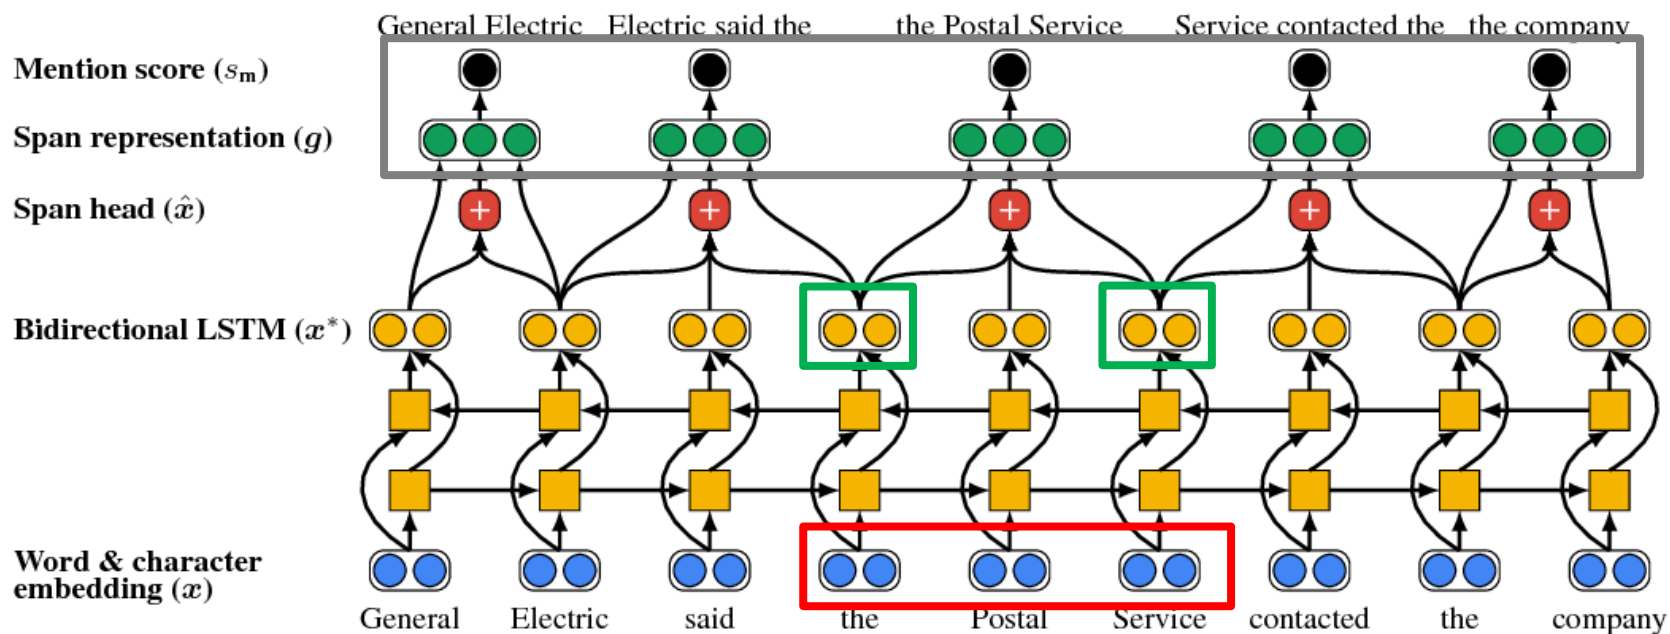 General Electric Electric said the the Postal Service Service contacted the the company
Mention score (sm)
Span representation (g)
Span head (x̂)
+ + + + +
Bidirectional LSTM (x*)
Word & character
embedding (x)
General Electric said the Postal Service contacted the company